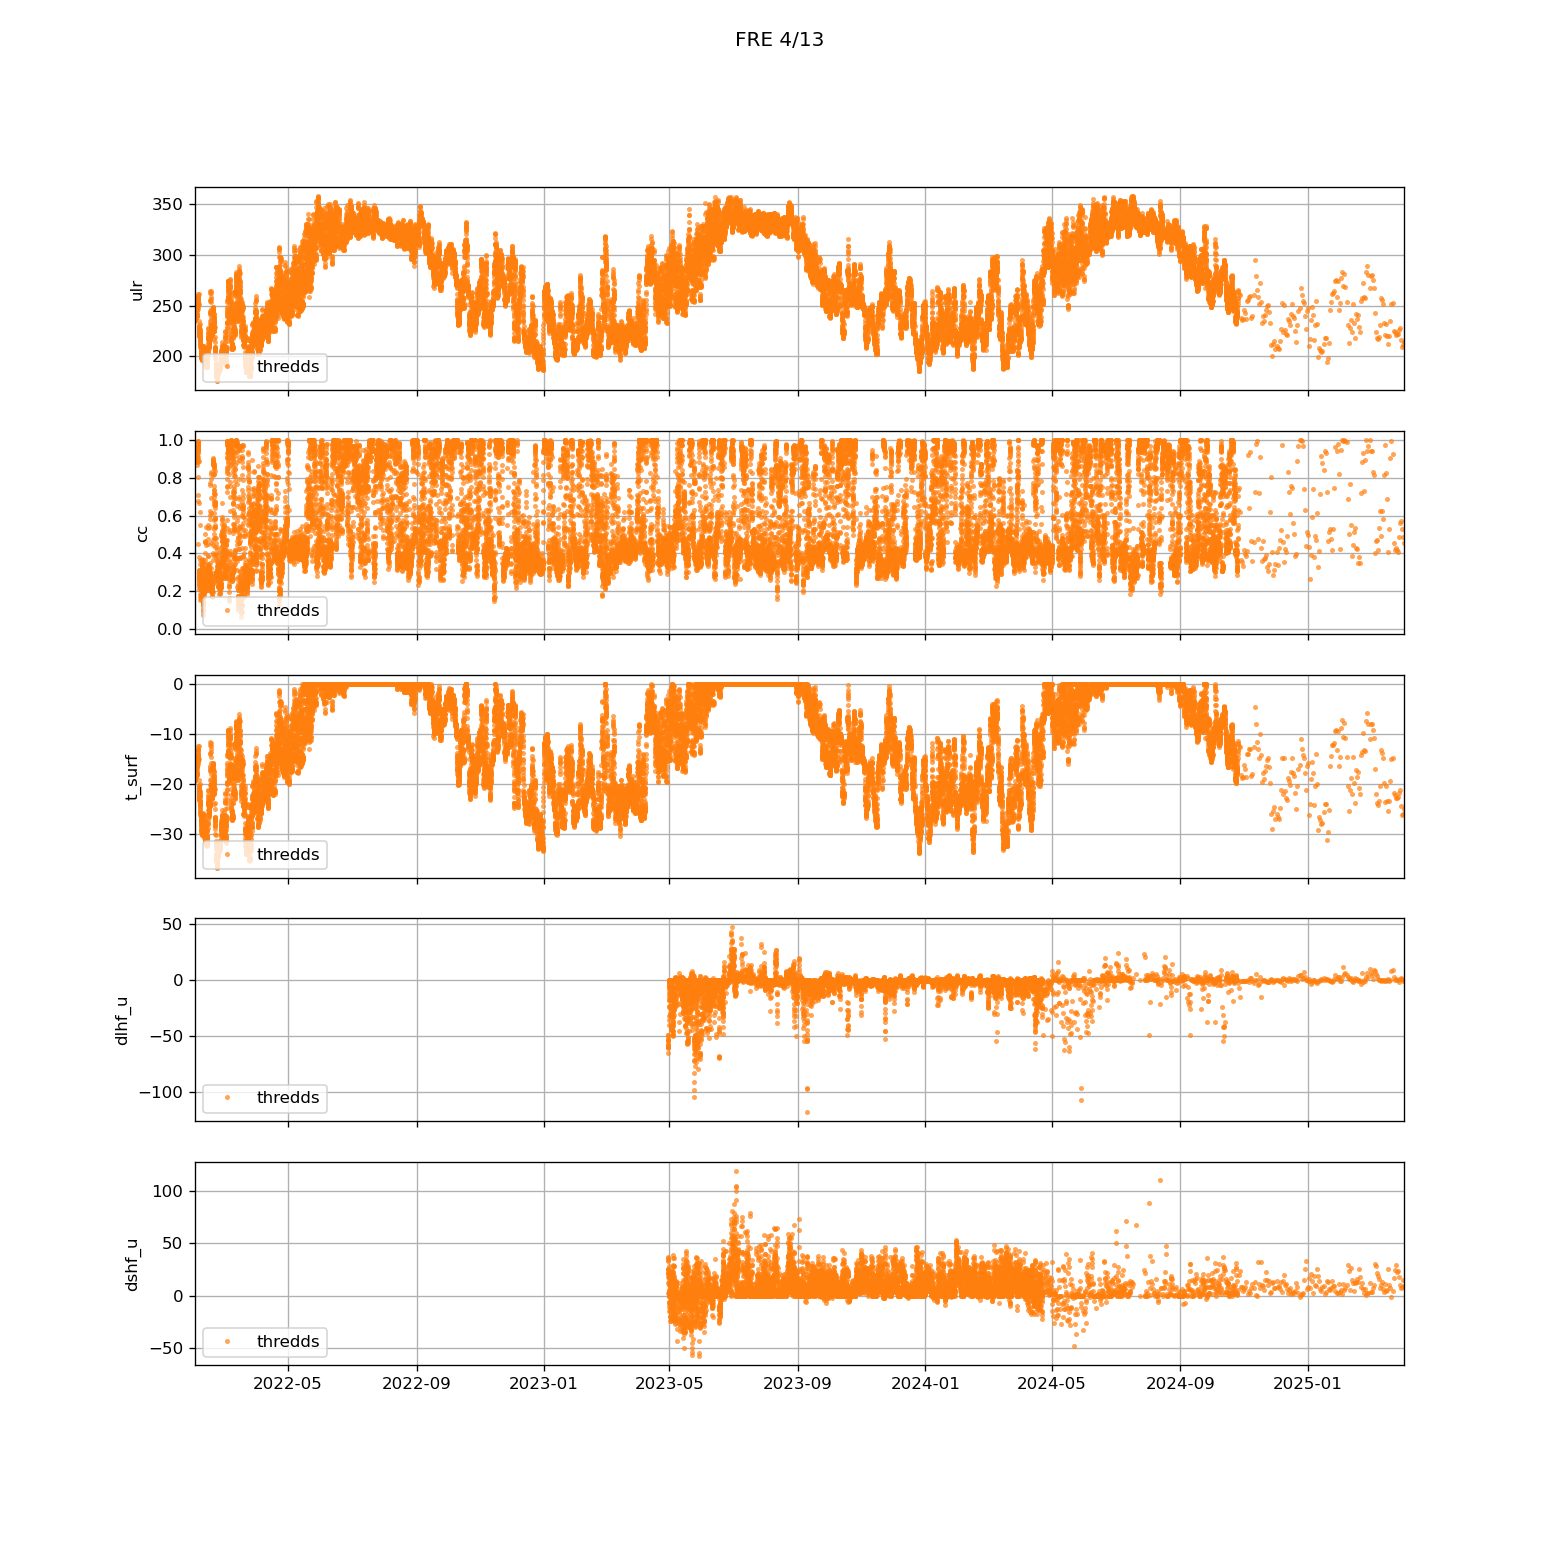 FRE 4/13
350
300
250
200
ulr
thredds
1.0
0.8
0.6
0.4
0.2
0.0
cc
thredds
0
−10
−20
−30
t_surf
thredds
50
0
−50
−100
dlhf_u
thredds
100
50
0
−50
dshf_u
thredds
2022-05 2022-09 2023-01 2023-05 2023-09 2024-01 2024-05 2024-09 2025-01